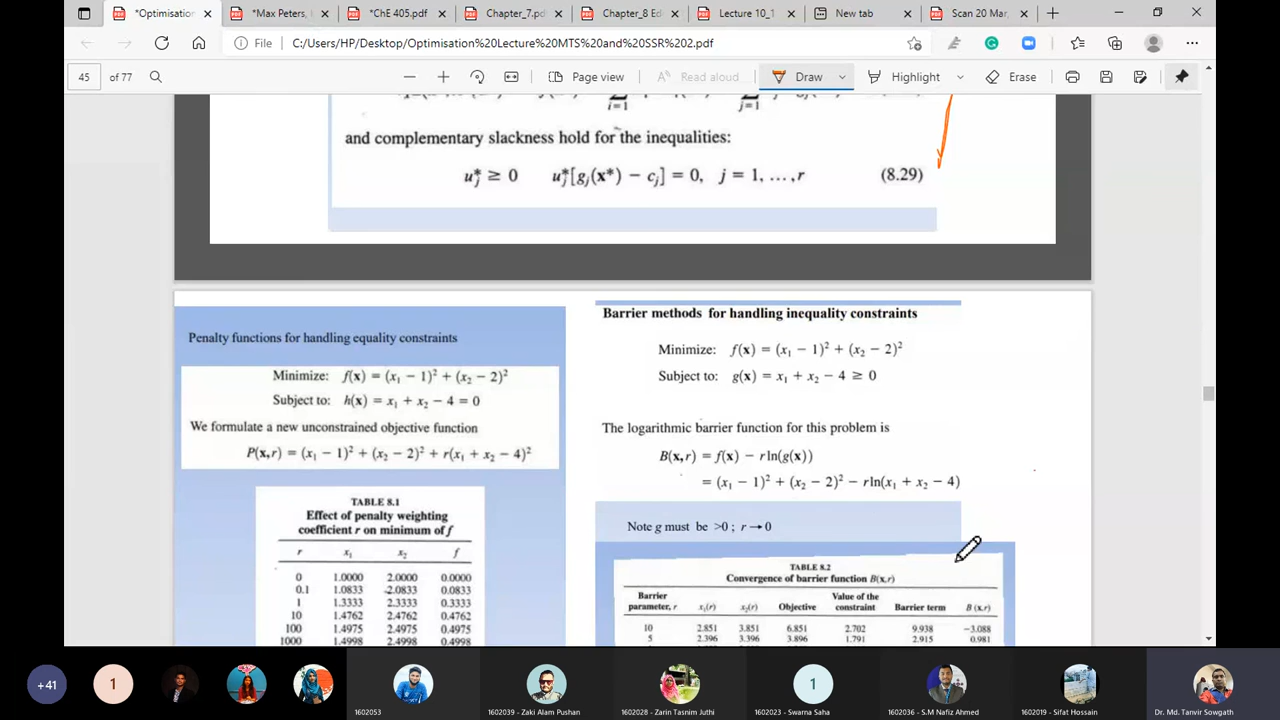 *Optimisation
*Max Peters,
*ChE 405.pdf
Chapter_7.pd
Chapter_8 Ed
Lecture 10_1
New tab
Scan 20 Mar,
File
C:/Users/HP/Desktop/Optimisation%20Lecture%20MTS%20and%20SSR%202.pdf
45 of 77
Page view
Read aloud
Draw
Highlight
Erase
i=1
j=1
and complementary slackness hold for the inequalities:
u*j ≥ 0 u*j[gj(x*) − cj] = 0, j = 1, …,r (8.29)
Penalty functions for handling equality constraints
Minimize: f(x) = (x₁ − 1)² + (x₂ − 2)²
Subject to: h(x) = x₁ + x₂ − 4 = 0
We formulate a new unconstrained objective function
P(x,r) = (x₁ − 1)² + (x₂ − 2)² + r(x₁ + x₂ − 4)²
TABLE 8.1
Effect of penalty weighting
coefficient r on minimum of f
r x₁ x₂ f
0 1.0000 2.0000 0.0000
0.1 1.0833 2.0833 0.0833
1 1.3333 2.3333 0.3333
10 1.4762 2.4762 0.4762
100 1.4975 2.4975 0.4975
1000 1.4998 2.4998 0.4998
Barrier methods for handling inequality constraints
Minimize: f(x) = (x₁ − 1)² + (x₂ − 2)²
Subject to: g(x) = x₁ + x₂ − 4 ≥ 0
The logarithmic barrier function for this problem is
B(x,r) = f(x) − rln(g(x))
= (x₁ − 1)² + (x₂ − 2)² − rln(x₁ + x₂ − 4)
Note g must be >0 ; r → 0
TABLE 8.2
Convergence of barrier function B(x,r)
Barrier parameter, r x₁(r) x₂(r) Objective Value of the constraint Barrier term B (x,r)
10 2.851 3.851 6.851 2.702 9.938 −3.088
5 2.396 3.396 3.896 1.791 2.915 0.981
+41
1
1602053
1602039 - Zaki Alam Pushan
1602028 - Zarin Tasnim Juthi
1
1602023 - Swarna Saha
1602036 - S.M Nafiz Ahmed
1602019 - Sifat Hossain
Dr. Md. Tanvir Sowgath